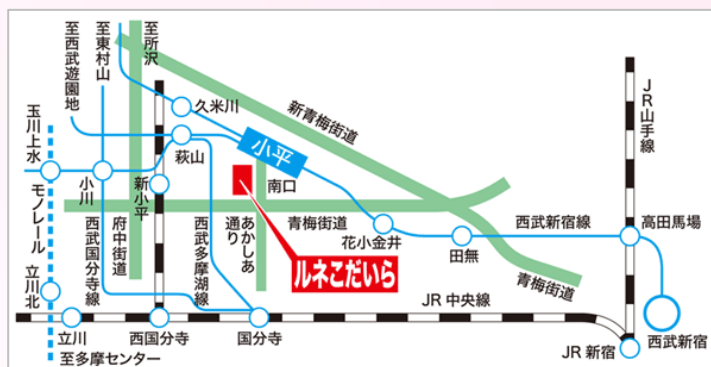 至西武遊園地
至東村山
至所沢
玉川上水
モノレール
立川北
久米川
萩山
小平
新青梅街道
JR山手線
小川
新小平
南口
西武国分寺線
府中街道
西武多摩湖線
あかしあ
通り
青梅街道
花小金井
田無
西武新宿線
高田馬場
ルネこだいら
青梅街道
西武新宿
JR中央線
立川
西国分寺
国分寺
JR新宿
至多摩センター